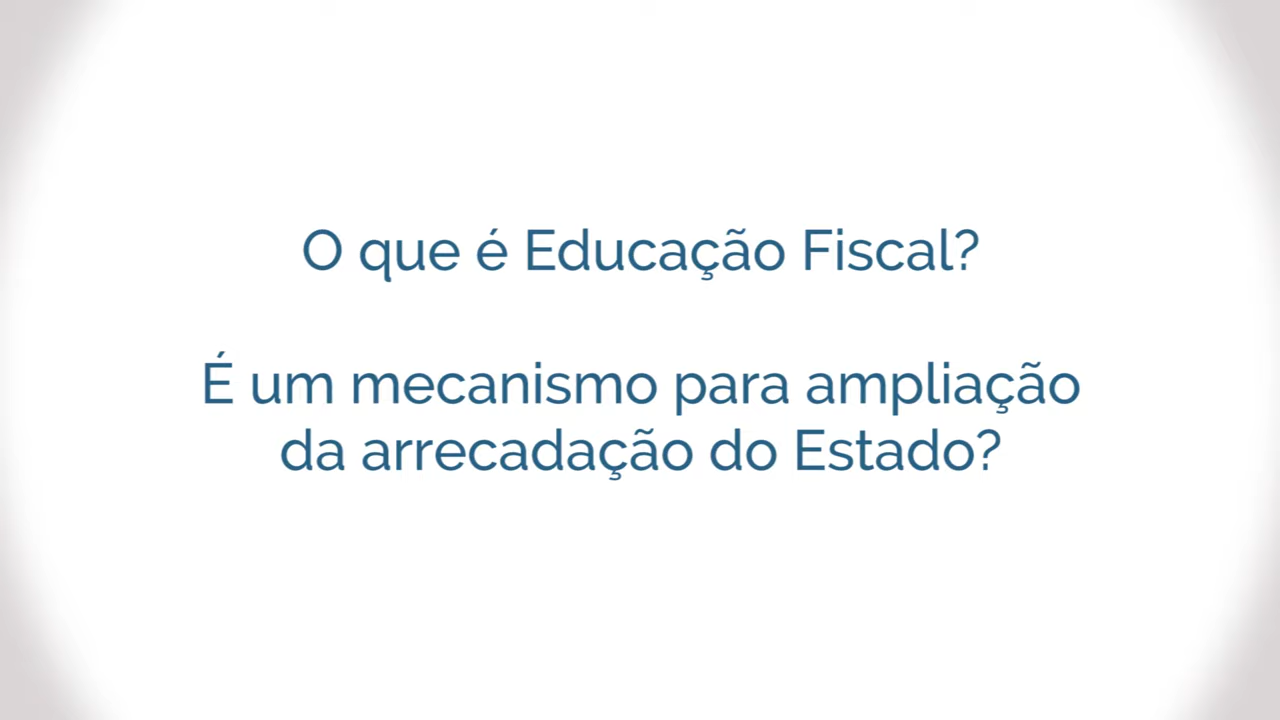 O que é Educação Fiscal?
É um mecanismo para ampliação
da arrecadação do Estado?